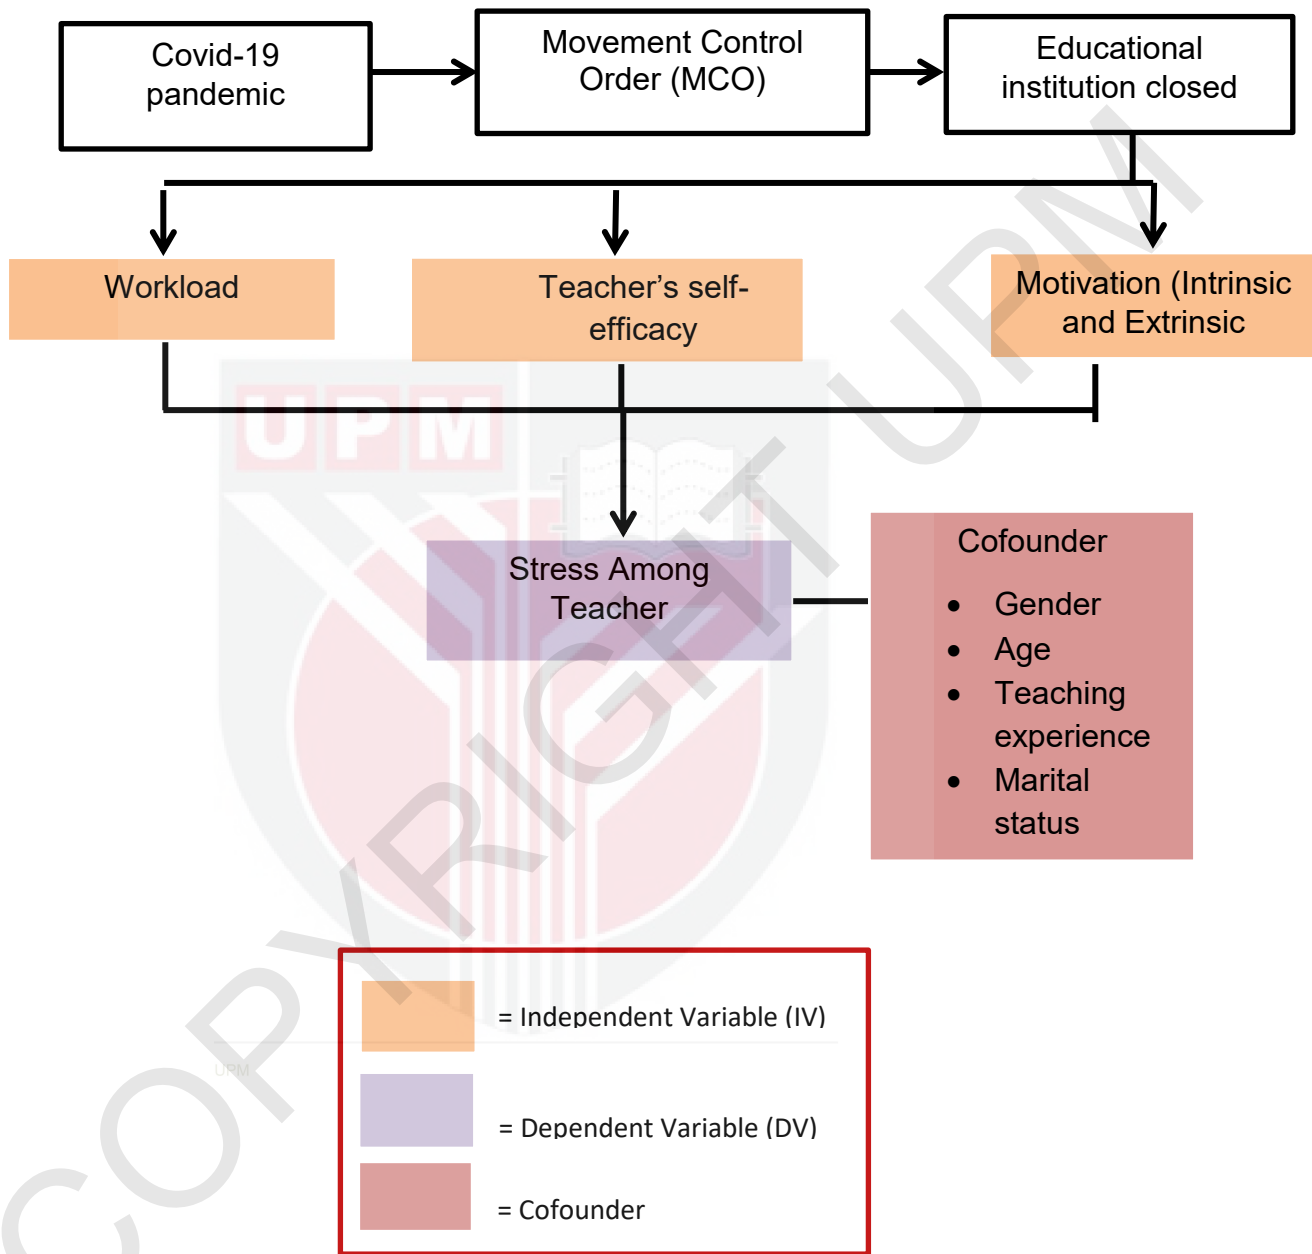 Covid-19
pandemic
Movement Control
Order (MCO)
Educational
institution closed
Workload
Teacher's self-
efficacy
Motivation (Intrinsic
and Extrinsic
UPM
Stress Among
Teacher
Cofounder
• Gender
• Age
• Teaching
experience
• Marital
status
= Independent Variable (IV)
UPM
= Dependent Variable (DV)
= Cofounder
COPYRIGHT UPM